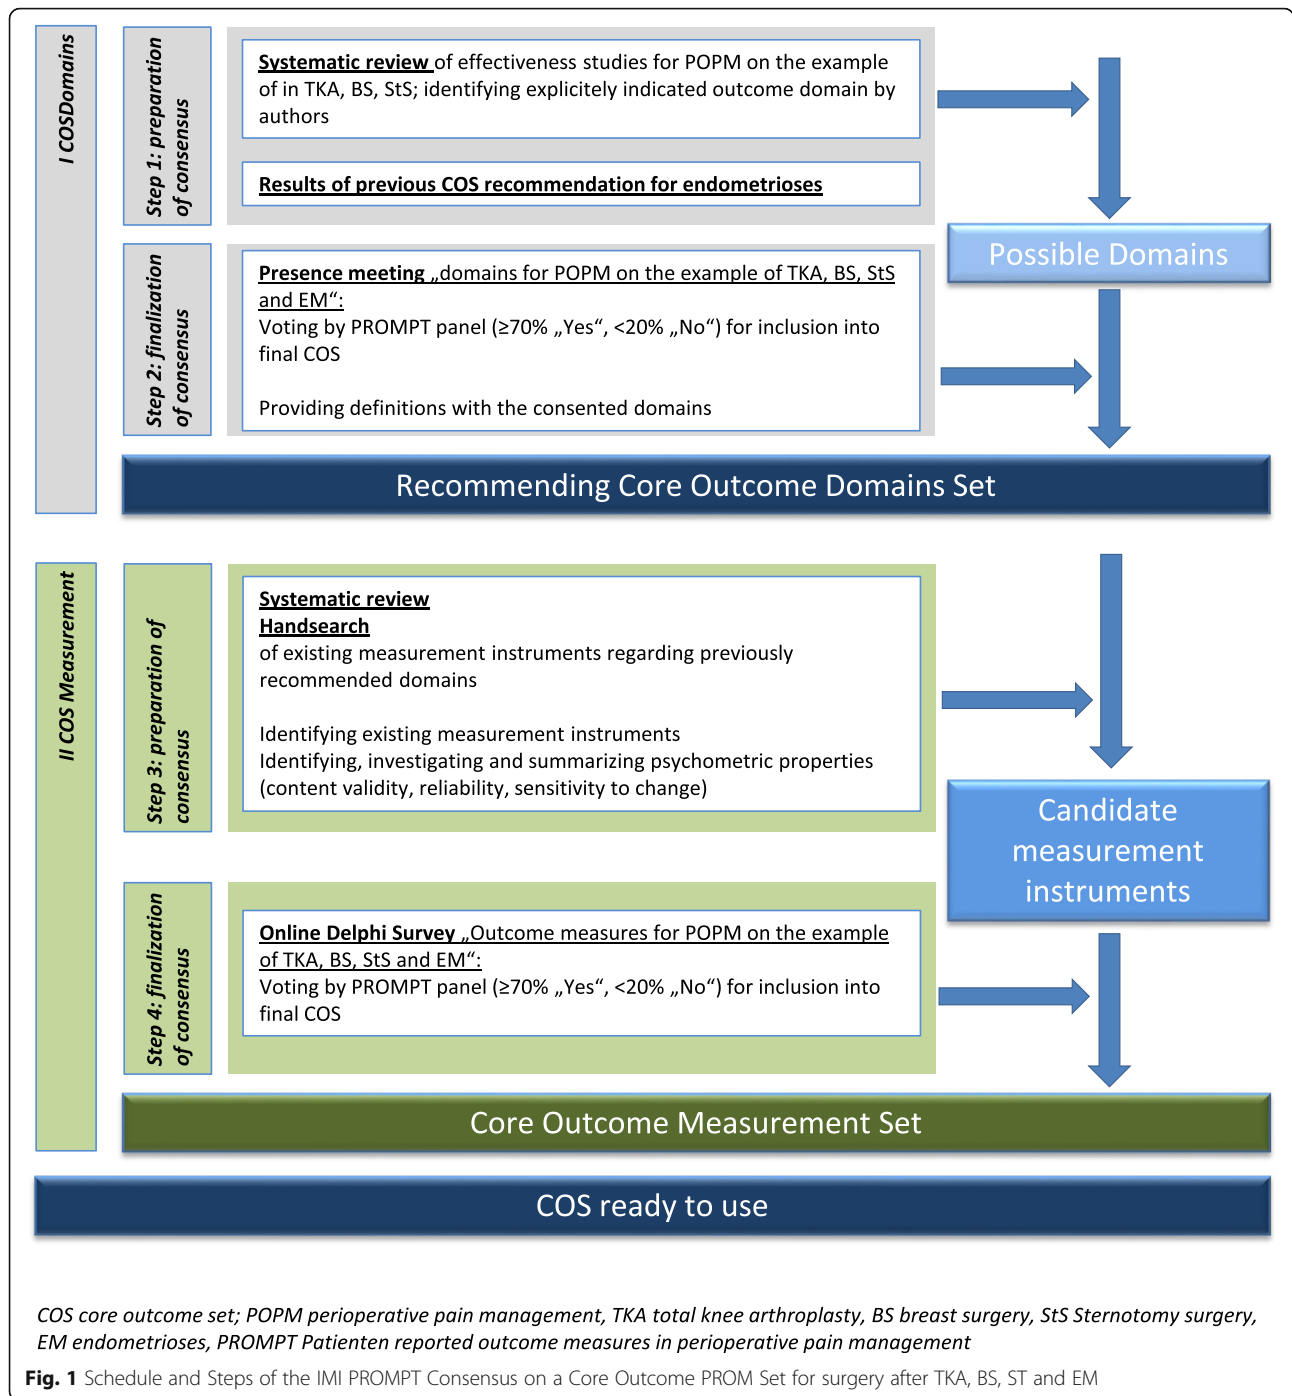 I COSDomains
Step 1: preparation
of consensus
Systematic review of effectiveness studies for POPM on the example
of in TKA, BS, StS; identifying explicitely indicated outcome domain by
authors
Results of previous COS recommendation for endometrioses
Possible Domains
Step 2: finalization
of consensus
Presence meeting „domains for POPM on the example of TKA, BS, StS
and EM“:
Voting by PROMPT panel (≥70% „Yes“, <20% „No“) for inclusion into
final COS
Providing definitions with the consented domains
Recommending Core Outcome Domains Set
II COS Measurement
Step 3: preparation of
consensus
Systematic review
Handsearch
of existing measurement instruments regarding previously
recommended domains
Identifying existing measurement instruments
Identifying, investigating and summarizing psychometric properties
(content validity, reliability, sensitivity to change)
Candidate
measurement
instruments
Step 4: finalization
of consensus
Online Delphi Survey „Outcome measures for POPM on the example
of TKA, BS, StS and EM“:
Voting by PROMPT panel (≥70% „Yes“, <20% „No“) for inclusion into
final COS
Core Outcome Measurement Set
COS ready to use
COS core outcome set; POPM perioperative pain management, TKA total knee arthroplasty, BS breast surgery, StS Sternotomy surgery,
EM endometrioses, PROMPT Patienten reported outcome measures in perioperative pain management
Fig. 1 Schedule and Steps of the IMI PROMPT Consensus on a Core Outcome PROM Set for surgery after TKA, BS, ST and EM